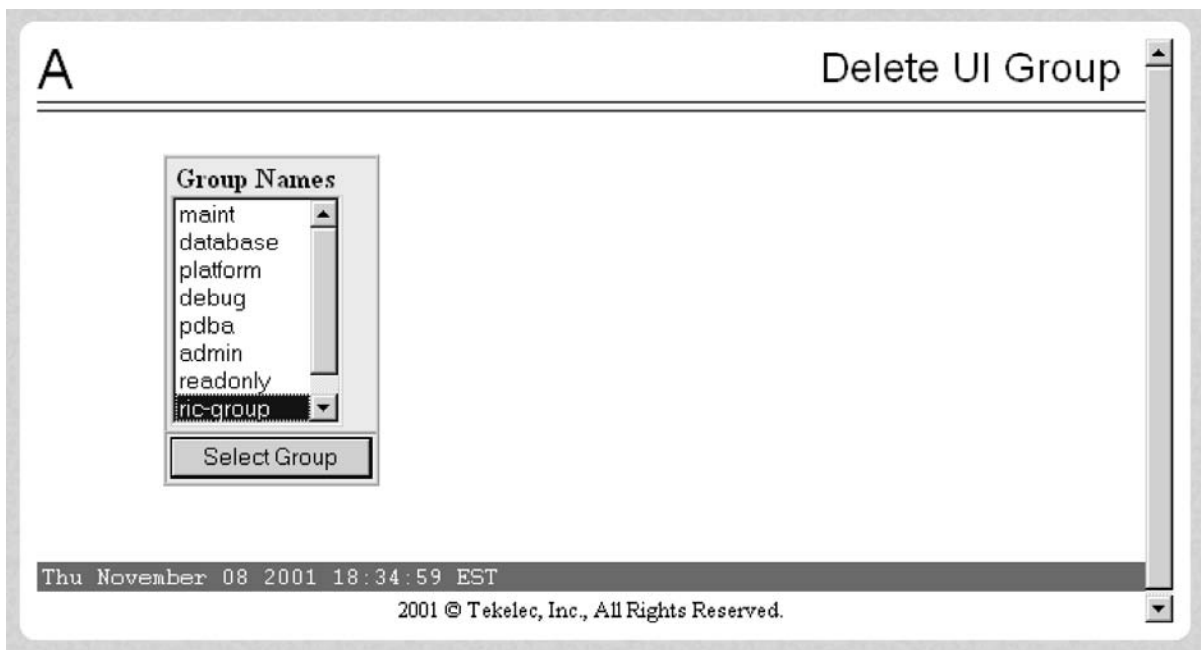 A
Delete UI Group
Group Names
maint
database
platform
debug
pdba
admin
readonly
ric-group
Select Group
Thu November 08 2001 18:34:59 EST
2001 © Tekelec, Inc., All Rights Reserved.